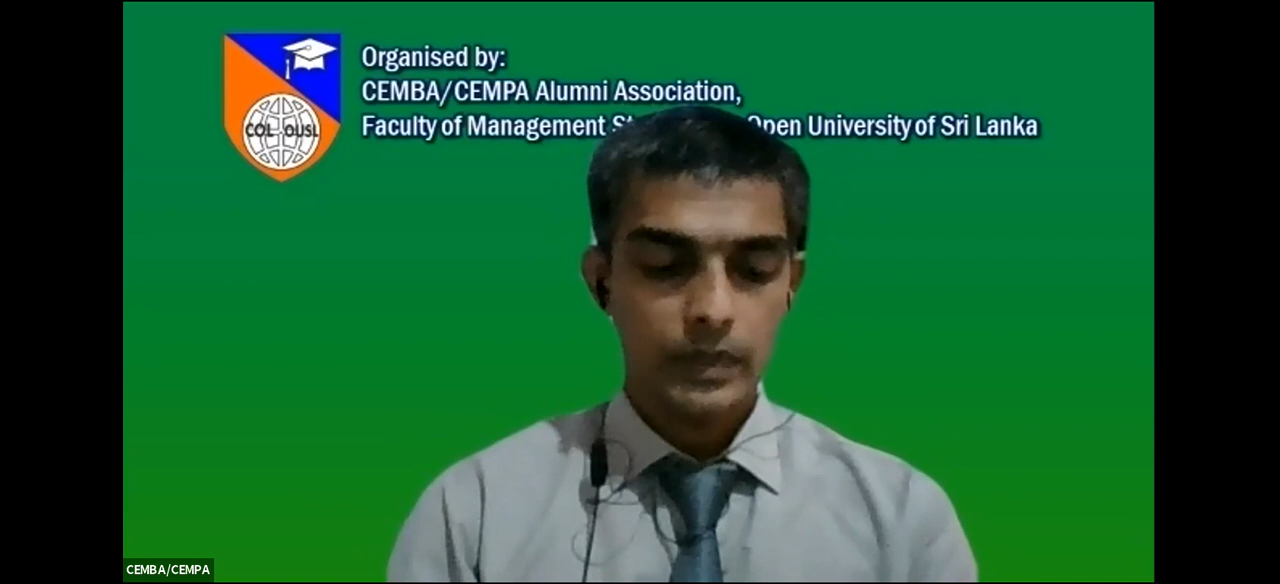 Organised by:
CEMBA/CEMPA Alumni Association,
Faculty of Management Open University of Sri Lanka
COL OUSL
CEMBA/CEMPA